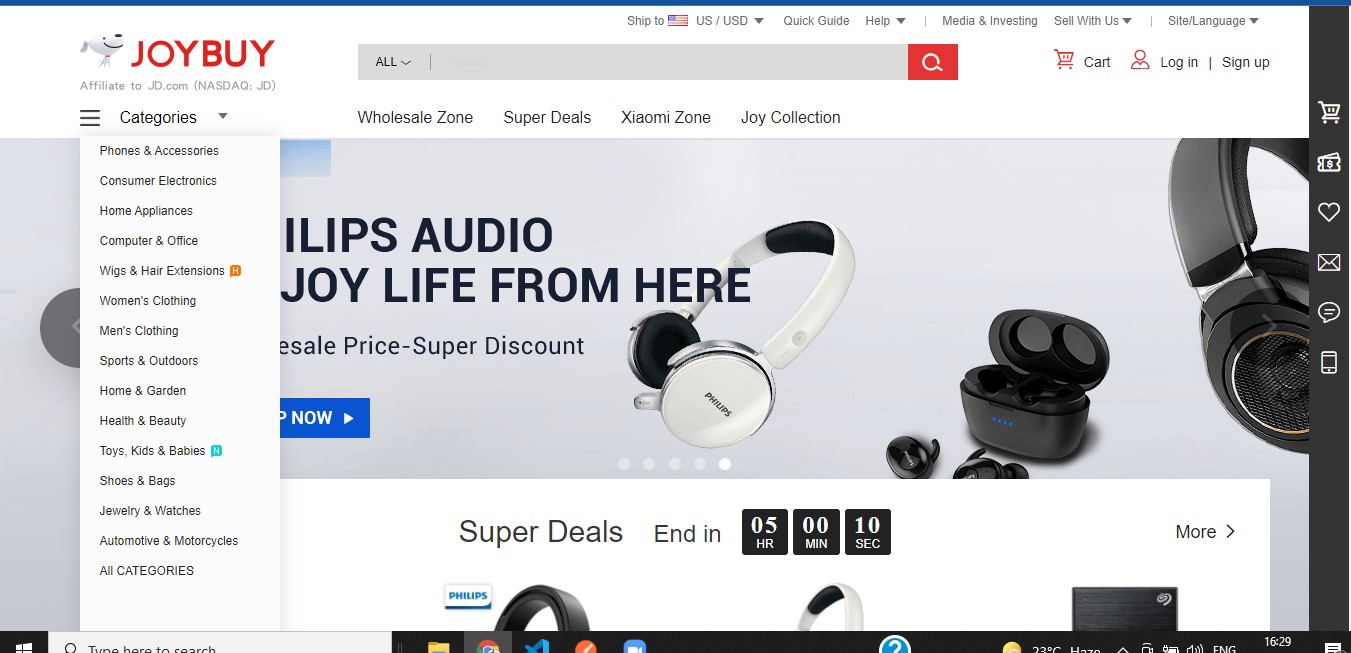 Ship to US / USD Quick Guide Help | Media & Investing Sell With Us | Site/Language
JOYBUY
Affiliate to JD.com (NASDAQ: JD)
ALL
Search
Cart Log in | Sign up
Categories
Wholesale Zone Super Deals Xiaomi Zone Joy Collection
Phones & Accessories
Consumer Electronics
Home Appliances
Computer & Office
Wigs & Hair Extensions H
Women's Clothing
Men's Clothing
Sports & Outdoors
Home & Garden
Health & Beauty
Toys, Kids & Babies N
Shoes & Bags
Jewelry & Watches
Automotive & Motorcycles
All CATEGORIES
ILIPS AUDIO
JOY LIFE FROM HERE
esale Price-Super Discount
P NOW
PHILIPS
Super Deals End in 05 HR 00 MIN 10 SEC More
PHILIPS
Type here to search
23°C Haze ENG 16:29